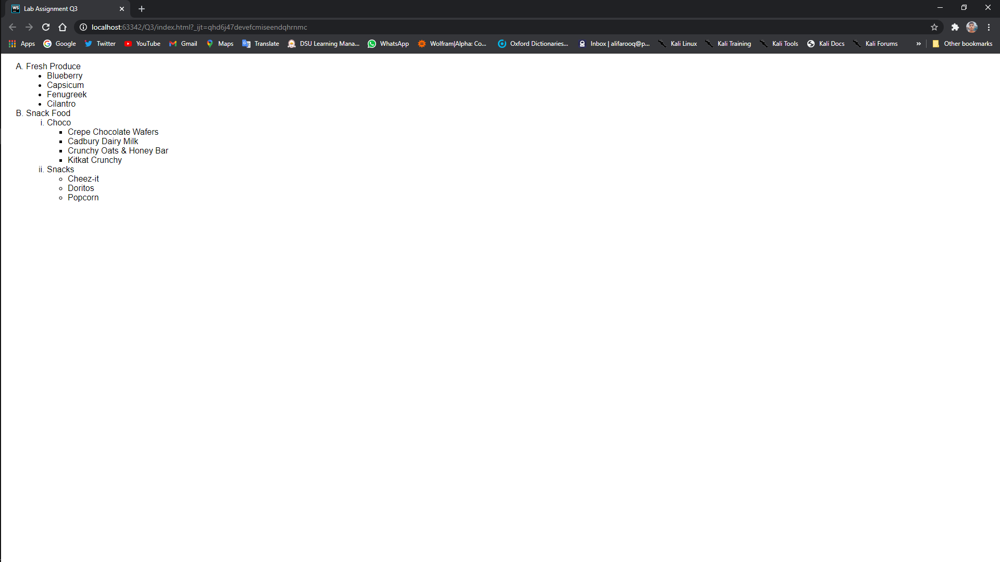 WS Lab Assignment Q3
localhost:63342/Q3/index.html?_ijt=qhd6j47devefcmiseendqhrnmc
Apps Google Twitter YouTube Gmail Maps Translate DSU Learning Mana... WhatsApp Wolfram|Alpha: Co... Oxford Dictionaries... Inbox | alifarooq@p... Kali Linux Kali Training Kali Tools Kali Docs Kali Forums » Other bookmarks
A. Fresh Produce
• Blueberry
• Capsicum
• Fenugreek
• Cilantro
B. Snack Food
i. Choco
▪ Crepe Chocolate Wafers
▪ Cadbury Dairy Milk
▪ Crunchy Oats & Honey Bar
▪ Kitkat Crunchy
ii. Snacks
◦ Cheez-it
◦ Doritos
◦ Popcorn